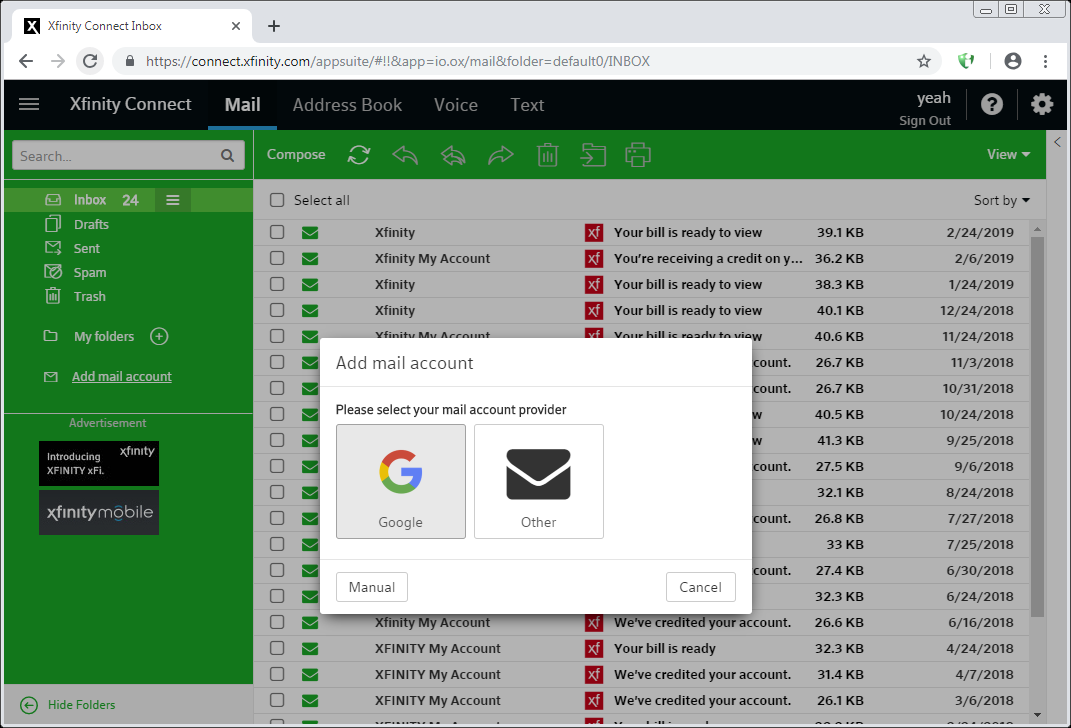 Xfinity Connect Inbox
https://connect.xfinity.com/appsuite/#!!&app=io.ox/mail&folder=default0/INBOX
Xfinity Connect Mail Address Book Voice Text
yeah
Sign Out
Search...
Compose
View
Inbox 24
Drafts
Sent
Spam
Trash
My folders
Add mail account
Advertisement
Introducing
XFINITY xFi.
xfinity
xfinity mobile
Hide Folders
Select all
Sort by
Xfinity xf Your bill is ready to view 39.1 KB 2/24/2019
Xfinity My Account xf You're receiving a credit on y... 36.2 KB 2/6/2019
Xfinity xf Your bill is ready to view 38.3 KB 1/24/2019
Xfinity xf Your bill is ready to view 40.1 KB 12/24/2018
Xfinity My Account xf Your bill is ready to view 40.6 KB 11/24/2018
count. 26.7 KB 11/3/2018
count. 26.7 KB 10/31/2018
w 40.5 KB 10/24/2018
w 41.3 KB 9/25/2018
count. 27.5 KB 9/6/2018
32.1 KB 8/24/2018
count. 26.8 KB 7/27/2018
33 KB 7/25/2018
count. 27.4 KB 6/30/2018
32.3 KB 6/24/2018
Xfinity My Account xf We've credited your account. 26.6 KB 6/16/2018
XFINITY My Account xf Your bill is ready 32.3 KB 4/24/2018
XFINITY My Account xf We've credited your account. 31.4 KB 4/7/2018
XFINITY My Account xf We've credited your account. 26.1 KB 3/6/2018
Add mail account
Please select your mail account provider
Google
Other
Manual
Cancel